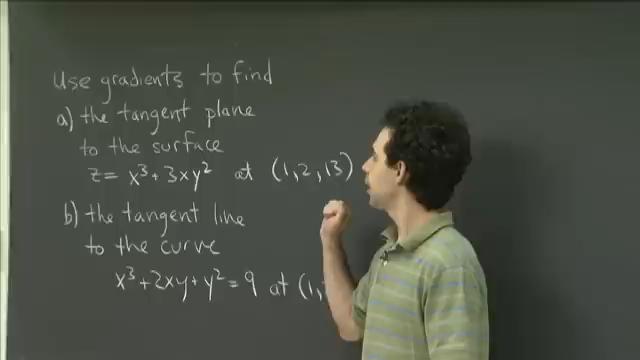 Use gradients to find
a) the tangent plane
to the surface
z = x³ + 3xy² at (1, 2, 13)
b) the tangent line
to the curve
x³ + 2xy + y² = 9 at (1,